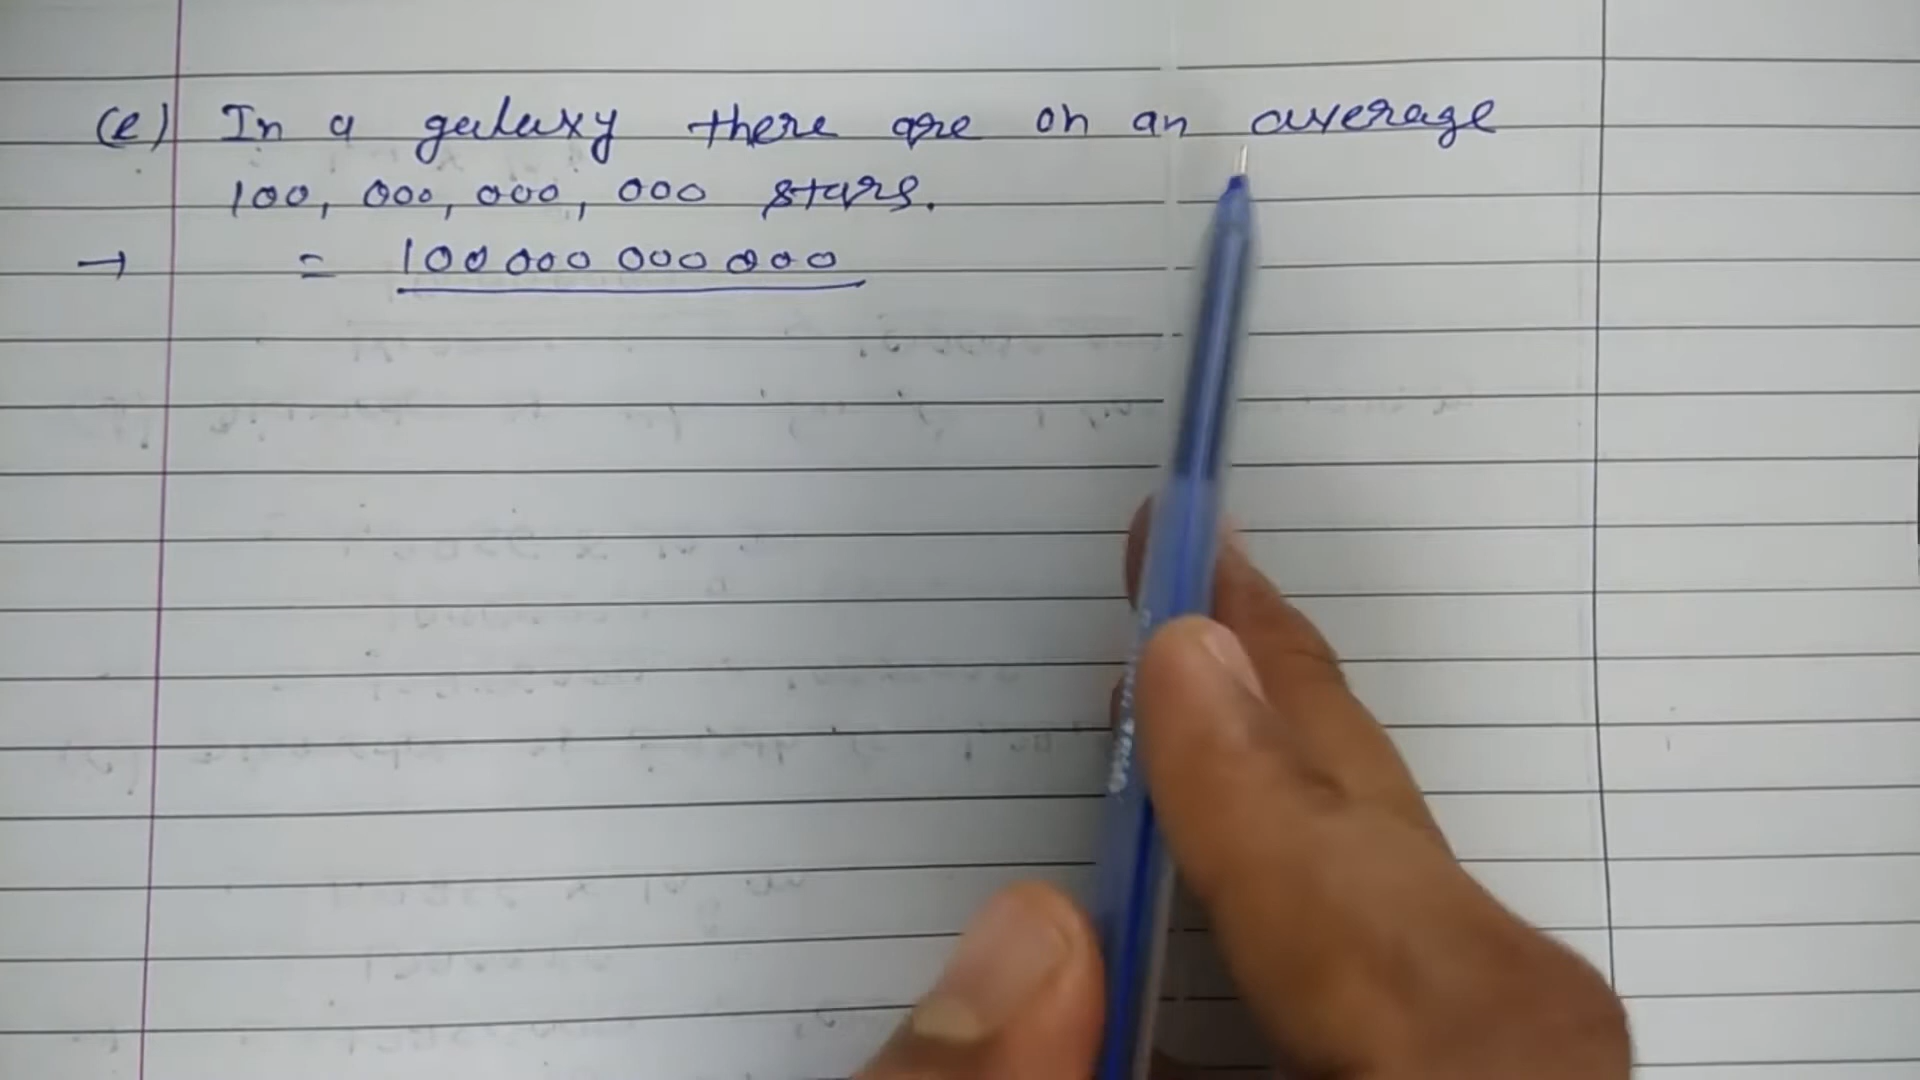 (e) In a galaxy there are on an average
100, 000, 000, 000 stars.
→ = 100 000 000 000